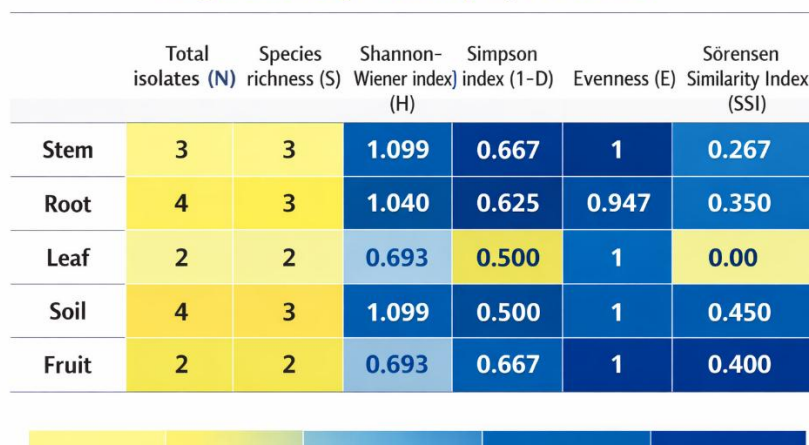 Total Species Shannon- Simpson Sörensen
isolates (N) richness (S) Wiener index) index (1-D) Evenness (E) Similarity Index
(H) (SSI)
Stem 3 3 1.099 0.667 1 0.267
Root 4 3 1.040 0.625 0.947 0.350
Leaf 2 2 0.693 0.500 1 0.00
Soil 4 3 1.099 0.500 1 0.450
Fruit 2 2 0.693 0.667 1 0.400